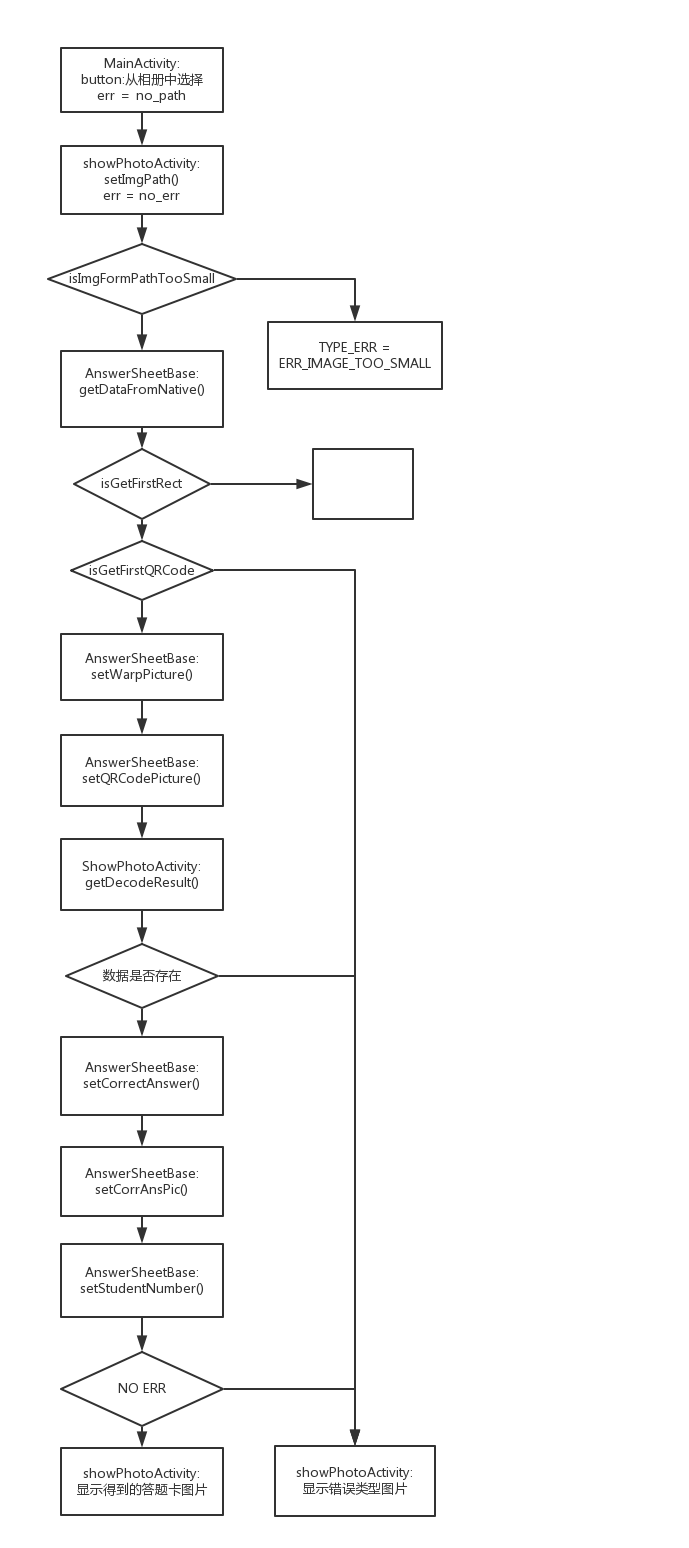 MainActivity:
button:从相册中选择
err = no_path
showPhotoActivity:
setImgPath()
err = no_err
isImgFormPathTooSmall
TYPE_ERR =
ERR_IMAGE_TOO_SMALL
AnswerSheetBase:
getDataFromNative()
isGetFirstRect
isGetFirstQRCode
AnswerSheetBase:
setWarpPicture()
AnswerSheetBase:
setQRCodePicture()
ShowPhotoActivity:
getDecodeResult()
数据是否存在
AnswerSheetBase:
setCorrectAnswer()
AnswerSheetBase:
setCorrAnsPic()
AnswerSheetBase:
setStudentNumber()
NO ERR
showPhotoActivity:
显示得到的答题卡图片
showPhotoActivity:
显示错误类型图片